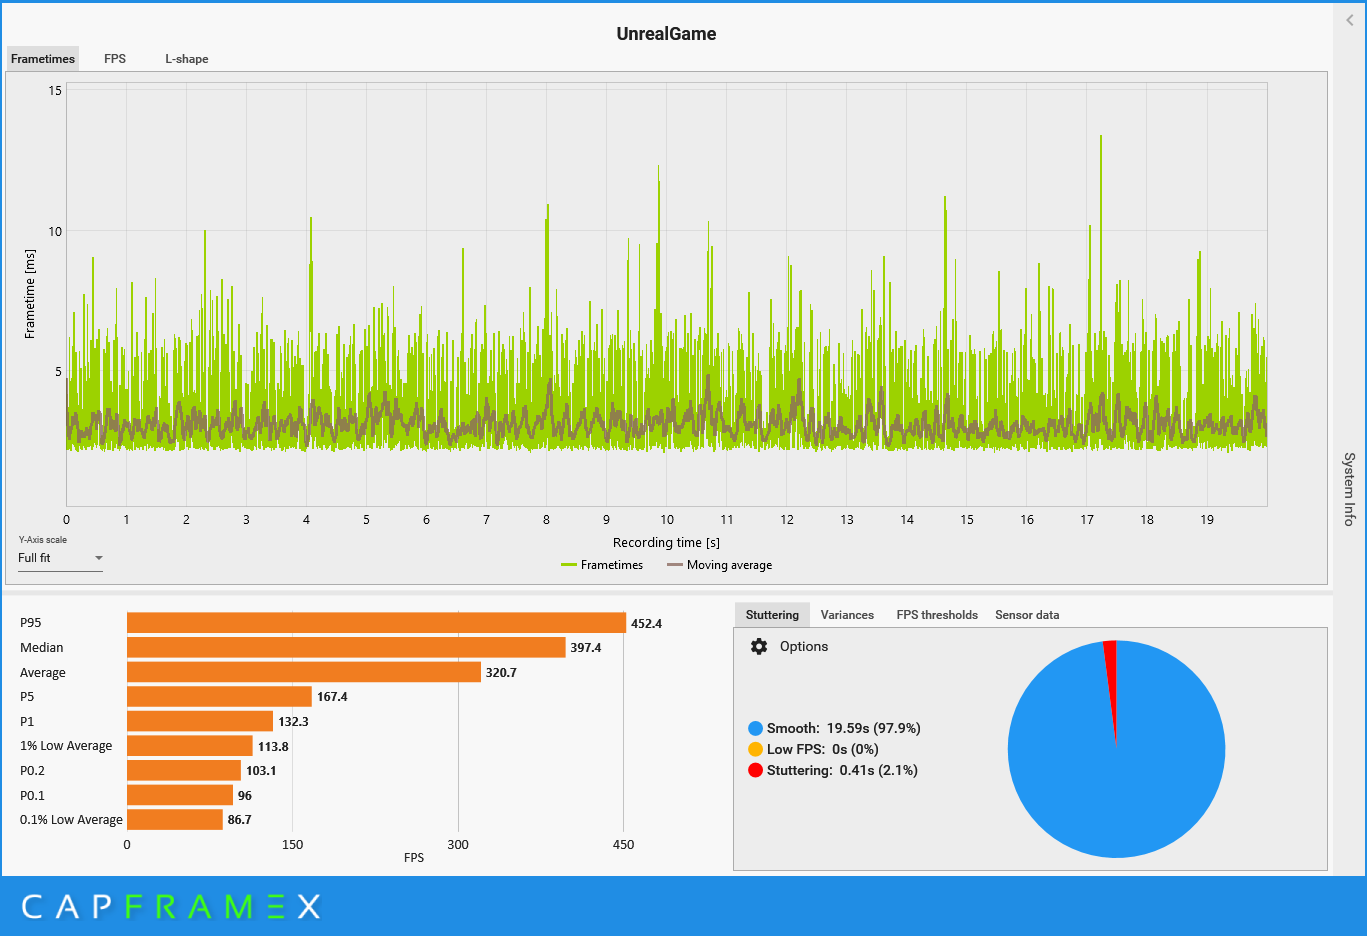 UnrealGame
Frametimes FPS L-shape
15
10
5
Frametime [ms]
0 1 2 3 4 5 6 7 8 9 10 11 12 13 14 15 16 17 18 19
Recording time [s]
Y-Axis scale
Full fit
Frametimes Moving average
System Info
P95 452.4
Median 397.4
Average 320.7
P5 167.4
P1 132.3
1% Low Average 113.8
P0.2 103.1
P0.1 96
0.1% Low Average 86.7
0 150 300 450
FPS
Stuttering Variances FPS thresholds Sensor data
Options
Smooth: 19.59s (97.9%)
Low FPS: 0s (0%)
Stuttering: 0.41s (2.1%)
CAPFRAMEX